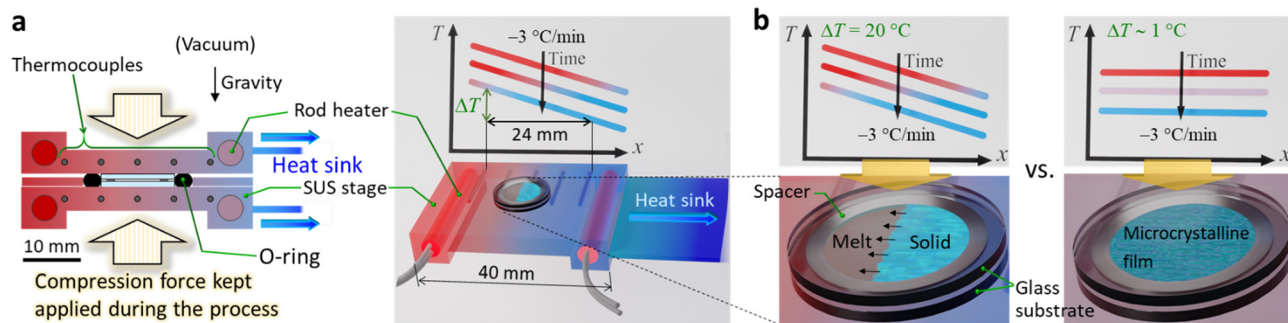 a
(Vacuum)
Thermocouples
Gravity
Rod heater
Heat sink
SUS stage
O-ring
10 mm
Compression force kept
applied during the process
T
−3 °C/min
Time
ΔT
24 mm
x
Heat sink
40 mm
b
ΔT = 20 °C
T
Time
−3 °C/min
x
Spacer
Melt
Solid
vs.
ΔT ~ 1 °C
T
Time
−3 °C/min
x
Microcrystalline
film
Glass
substrate